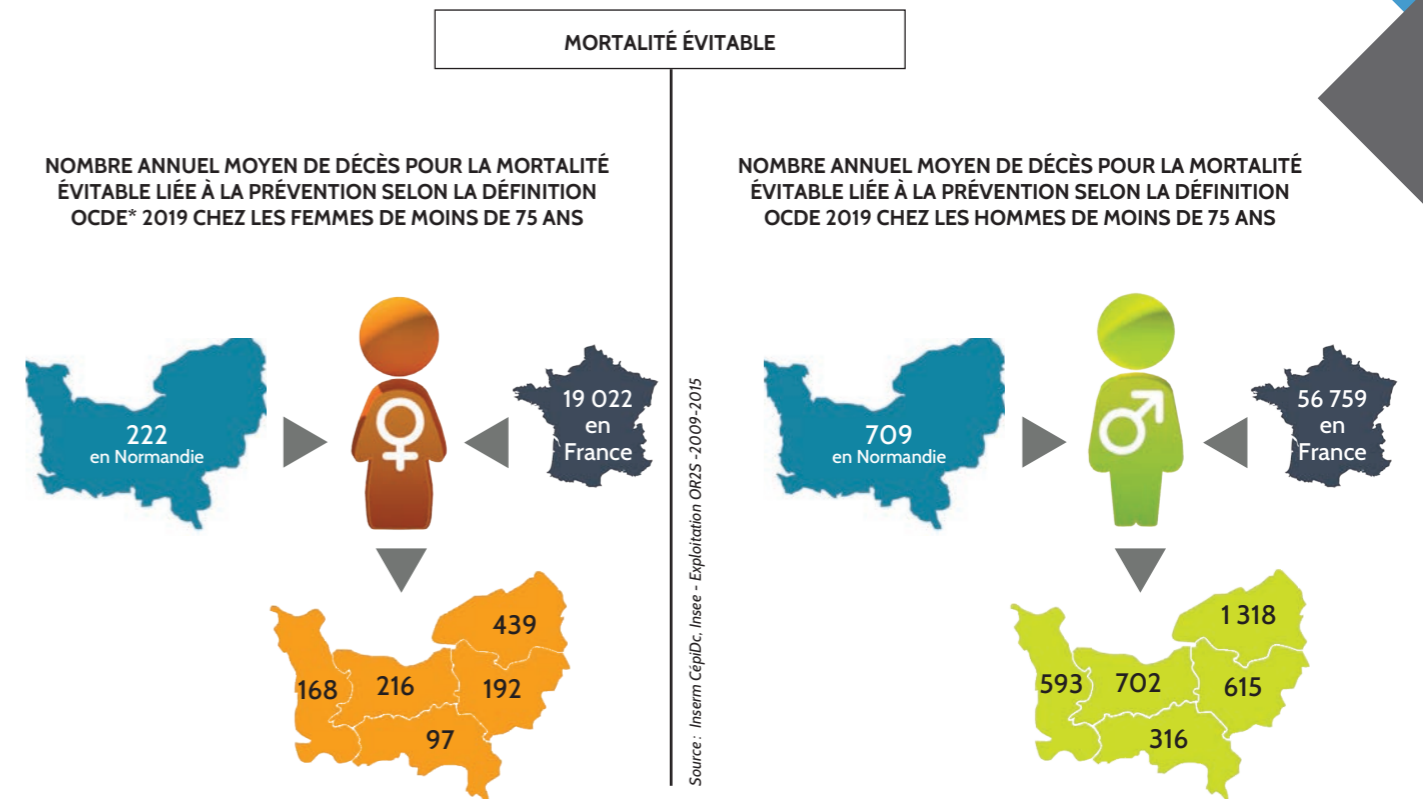 MORTALITÉ ÉVITABLE
NOMBRE ANNUEL MOYEN DE DÉCÈS POUR LA MORTALITÉ
ÉVITABLE LIÉE À LA PRÉVENTION SELON LA DÉFINITION
OCDE* 2019 CHEZ LES FEMMES DE MOINS DE 75 ANS
222
en Normandie
19 022
en
France
439
168
216
192
97
Source : Inserm CépiDc, Insee - Exploitation OR2S -2009-2015
NOMBRE ANNUEL MOYEN DE DÉCÈS POUR LA MORTALITÉ
ÉVITABLE LIÉE À LA PRÉVENTION SELON LA DÉFINITION
OCDE 2019 CHEZ LES HOMMES DE MOINS DE 75 ANS
709
en Normandie
56 759
en
France
1 318
593
702
615
316